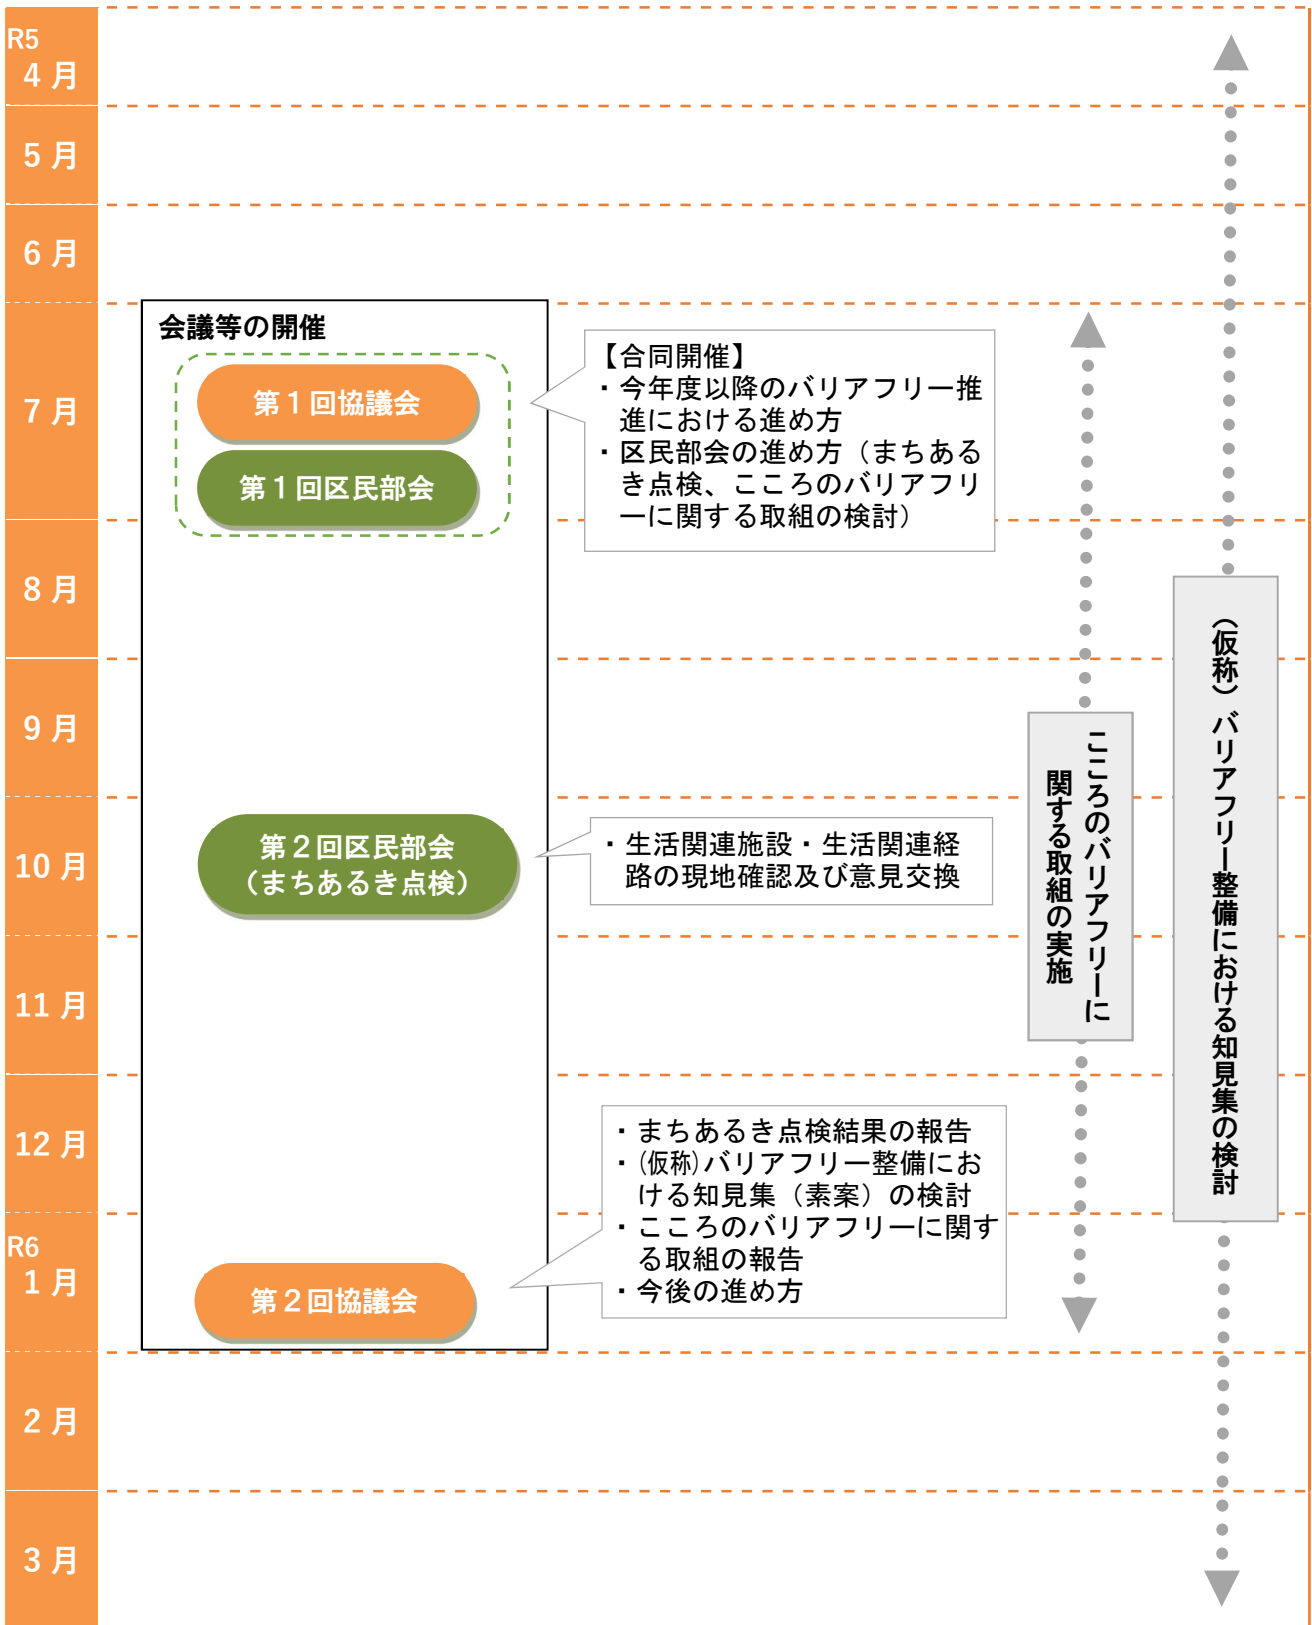 R5
4月
5月
6月
7月
8月
9月
10月
11月
12月
R6
1月
2月
3月
会議等の開催
第1回協議会
第1回区民部会
【合同開催】
・今年度以降のバリアフリー推
進における進め方
・区民部会の進め方（まちある
き点検、こころのバリアフリ
ーに関する取組の検討）
第2回区民部会
（まちあるき点検）
・生活関連施設・生活関連経
路の現地確認及び意見交換
・まちあるき点検結果の報告
・(仮称)バリアフリー整備にお
ける知見集（素案）の検討
・こころのバリアフリーに関す
る取組の報告
・今後の進め方
第2回協議会
こころのバリアフリーに
関する取組の実施
（仮称）バリアフリー整備における知見集の検討